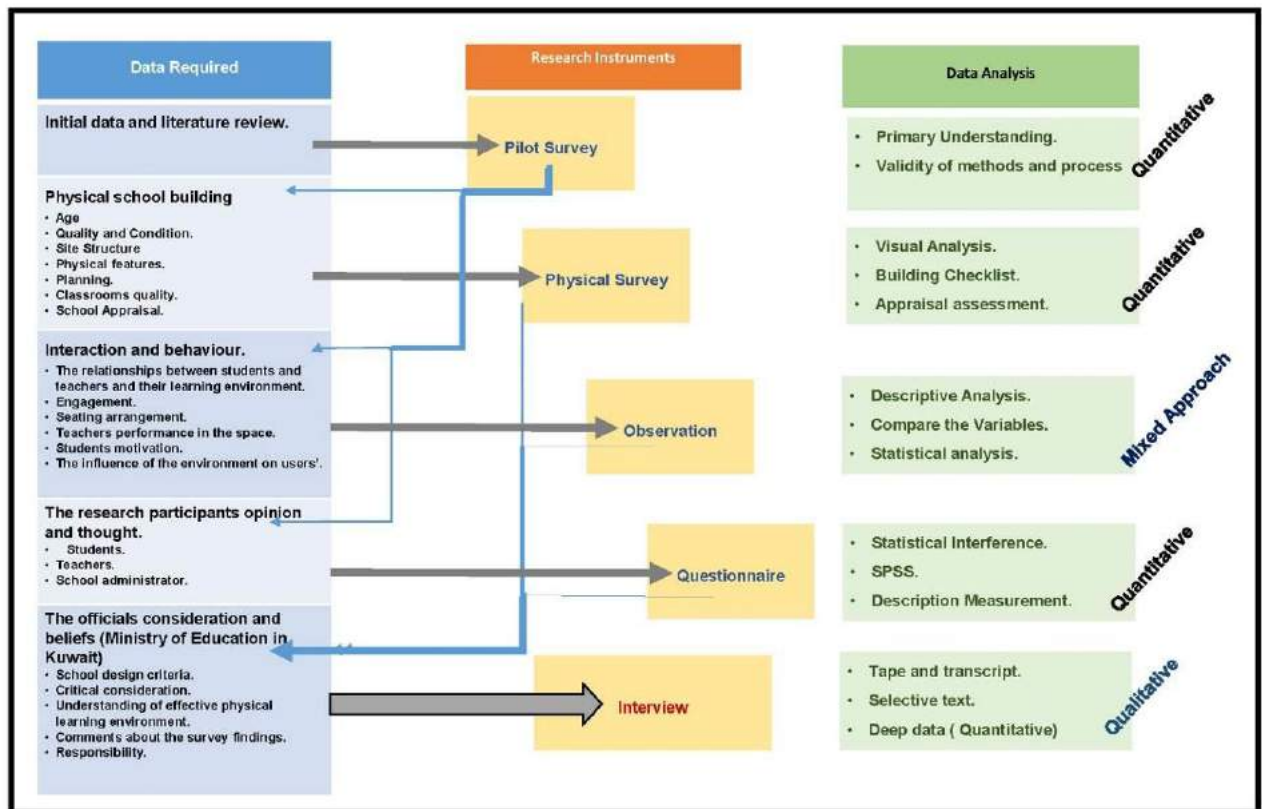 Data Required
Initial data and literature review.
Physical school building
• Age
• Quality and Condition.
• Site Structure
• Physical features.
• Planning.
• Classrooms quality.
• School Appraisal.
Interaction and behaviour.
• The relationships between students and
teachers and their learning environment.
• Engagement.
• Seating arrangement.
• Teachers performance in the space.
• Students motivation.
• The influence of the environment on users'.
The research participants opinion
and thought.
• Students.
• Teachers.
• School administrator.
The officials consideration and
beliefs (Ministry of Education in
Kuwait)
• School design criteria.
• Critical consideration.
• Understanding of effective physical
learning environment.
• Comments about the survey findings.
• Responsibility.
Research Instruments
Pilot Survey
Physical Survey
Observation
Questionnaire
Interview
Data Analysis
• Primary Understanding.
• Validity of methods and process
Quantitative
• Visual Analysis.
• Building Checklist.
• Appraisal assessment.
Quantitative
• Descriptive Analysis.
• Compare the Variables.
• Statistical analysis.
Mixed Approach
• Statistical Interference.
• SPSS.
• Description Measurement.
Quantitative
• Tape and transcript.
• Selective text.
• Deep data ( Quantitative)
Qualitative